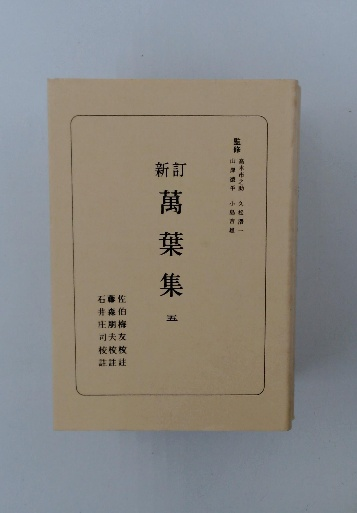 監修
高木市之助 久松潜一
山岸徳平 小島吉雄
新訂
萬葉集 五
佐伯梅友校註
藤森朋夫校註
石井庄司校註